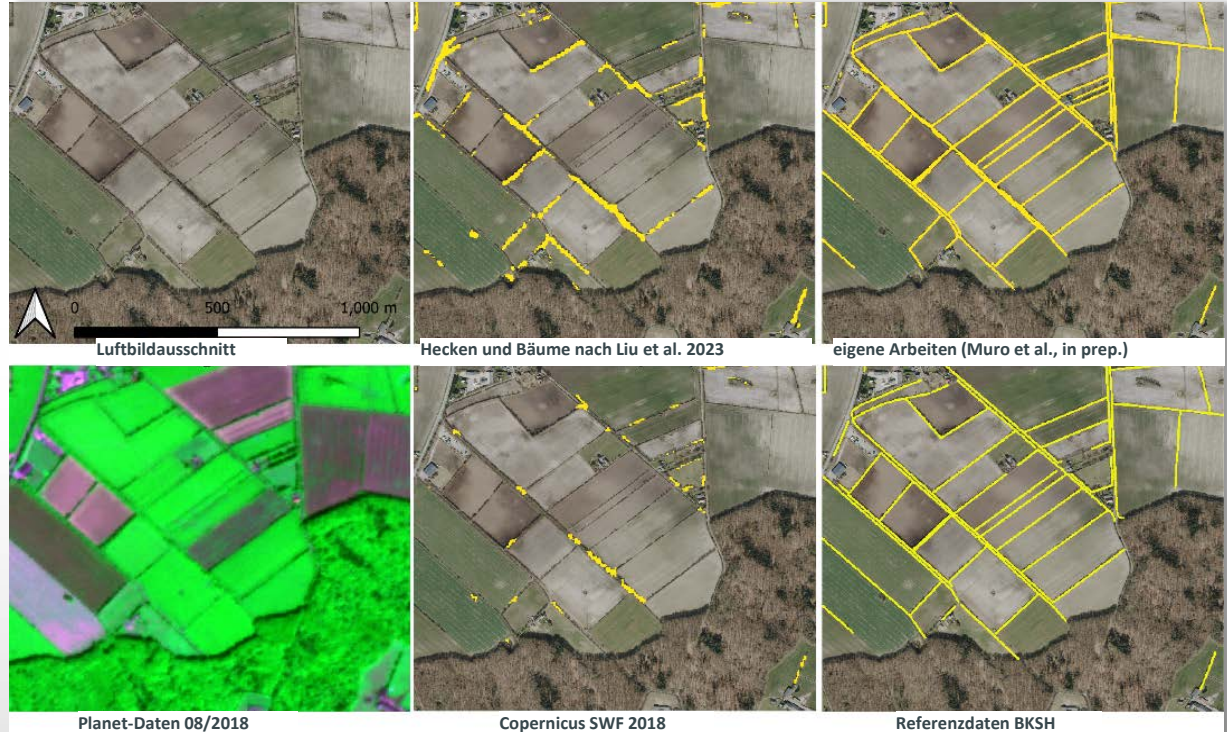 0 500 1,000 m
Luftbildausschnitt
Hecken und Bäume nach Liu et al. 2023
eigene Arbeiten (Muro et al., in prep.)
Planet-Daten 08/2018
Copernicus SWF 2018
Referenzdaten BKSH